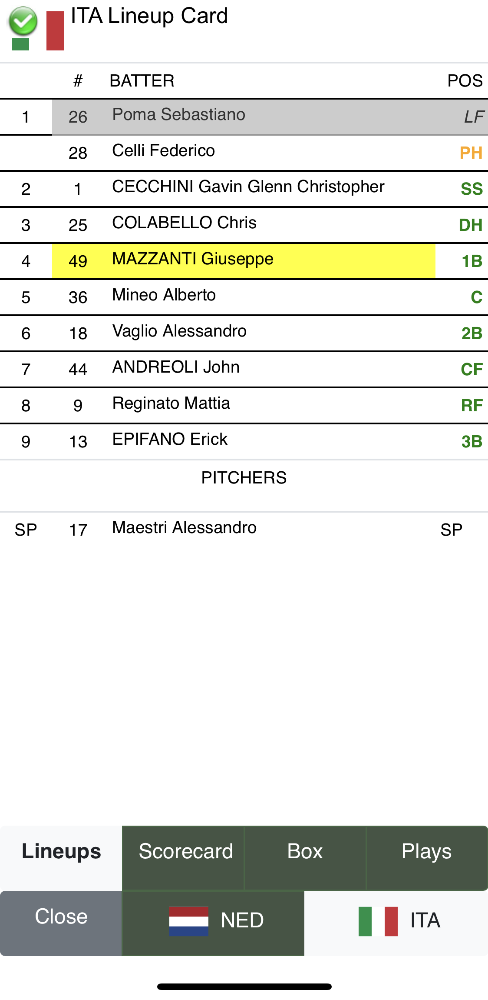 ITA Lineup Card
# BATTER POS
1 26 Poma Sebastiano LF
28 Celli Federico PH
2 1 CECCHINI Gavin Glenn Christopher SS
3 25 COLABELLO Chris DH
4 49 MAZZANTI Giuseppe 1B
5 36 Mineo Alberto C
6 18 Vaglio Alessandro 2B
7 44 ANDREOLI John CF
8 9 Reginato Mattia RF
9 13 EPIFANO Erick 3B
PITCHERS
SP 17 Maestri Alessandro SP
Lineups Scorecard Box Plays
Close NED ITA